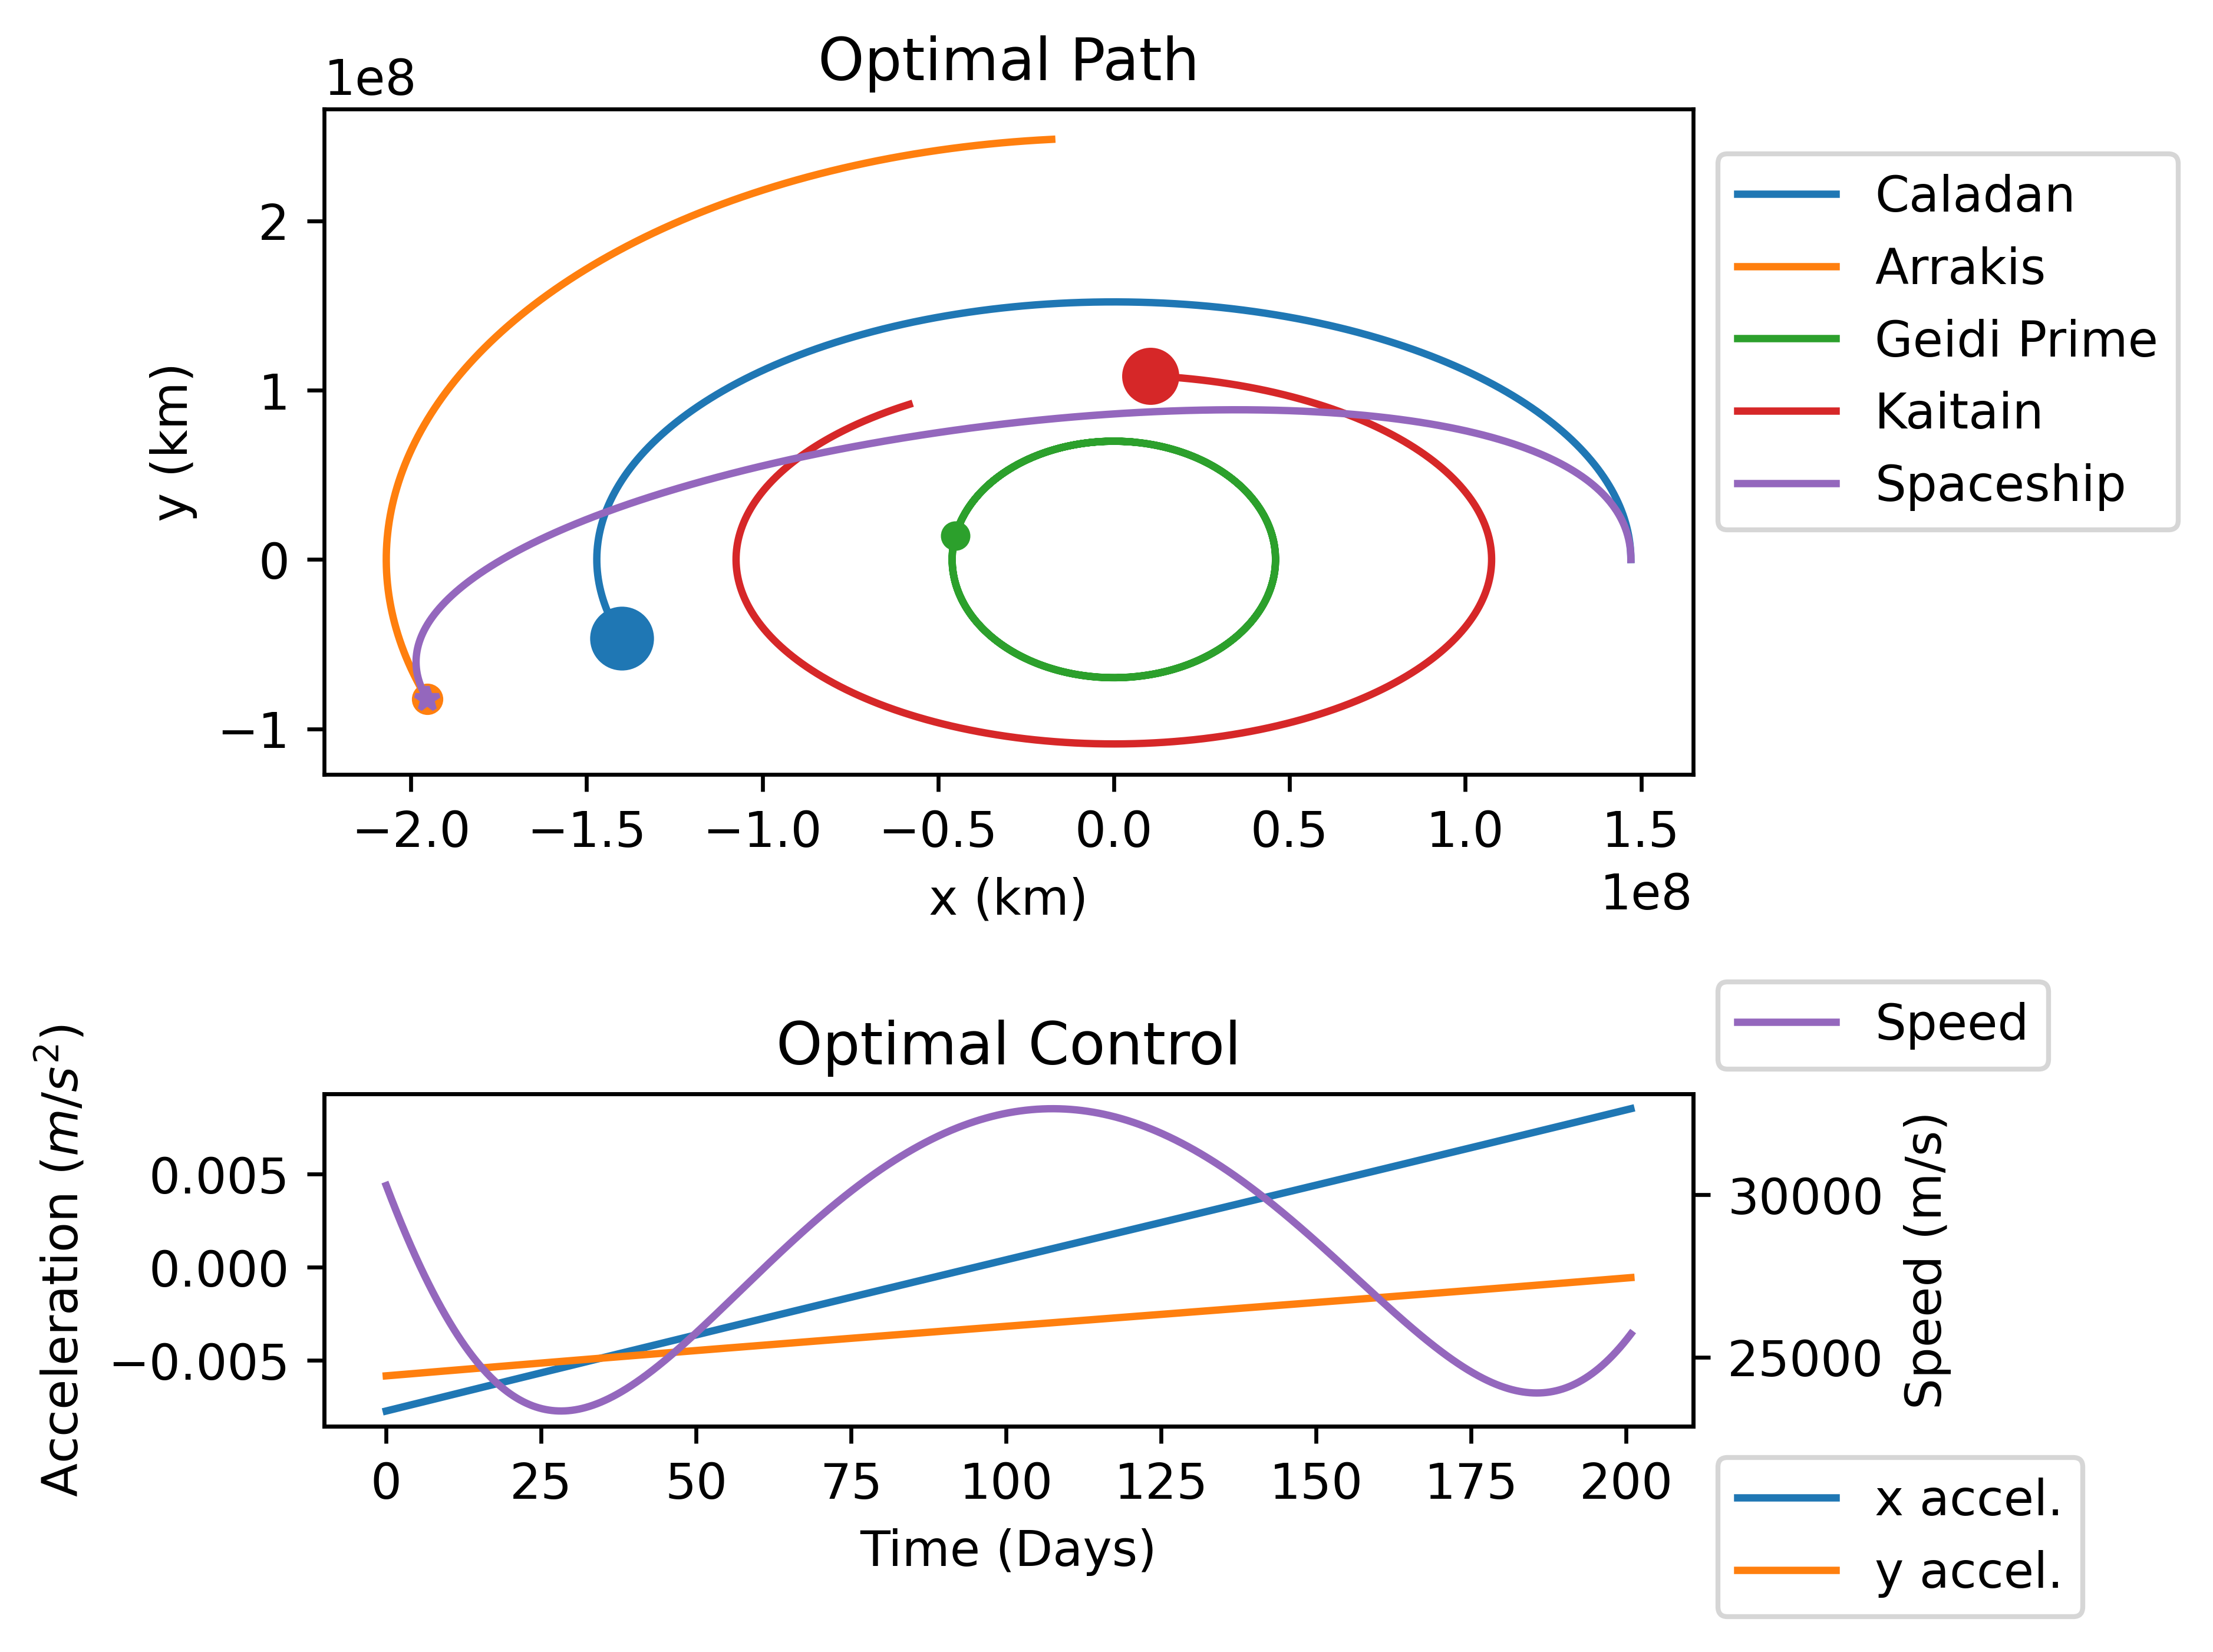 Optimal Path
1e8
2
1
0
−1
y (km)
−2.0 −1.5 −1.0 −0.5 0.0 0.5 1.0 1.5
1e8
x (km)
Caladan
Arrakis
Geidi Prime
Kaitain
Spaceship
Optimal Control
Speed
Acceleration (m/s²)
0.005
0.000
−0.005
30000
25000
Speed (m/s)
0 25 50 75 100 125 150 175 200
Time (Days)
x accel.
y accel.